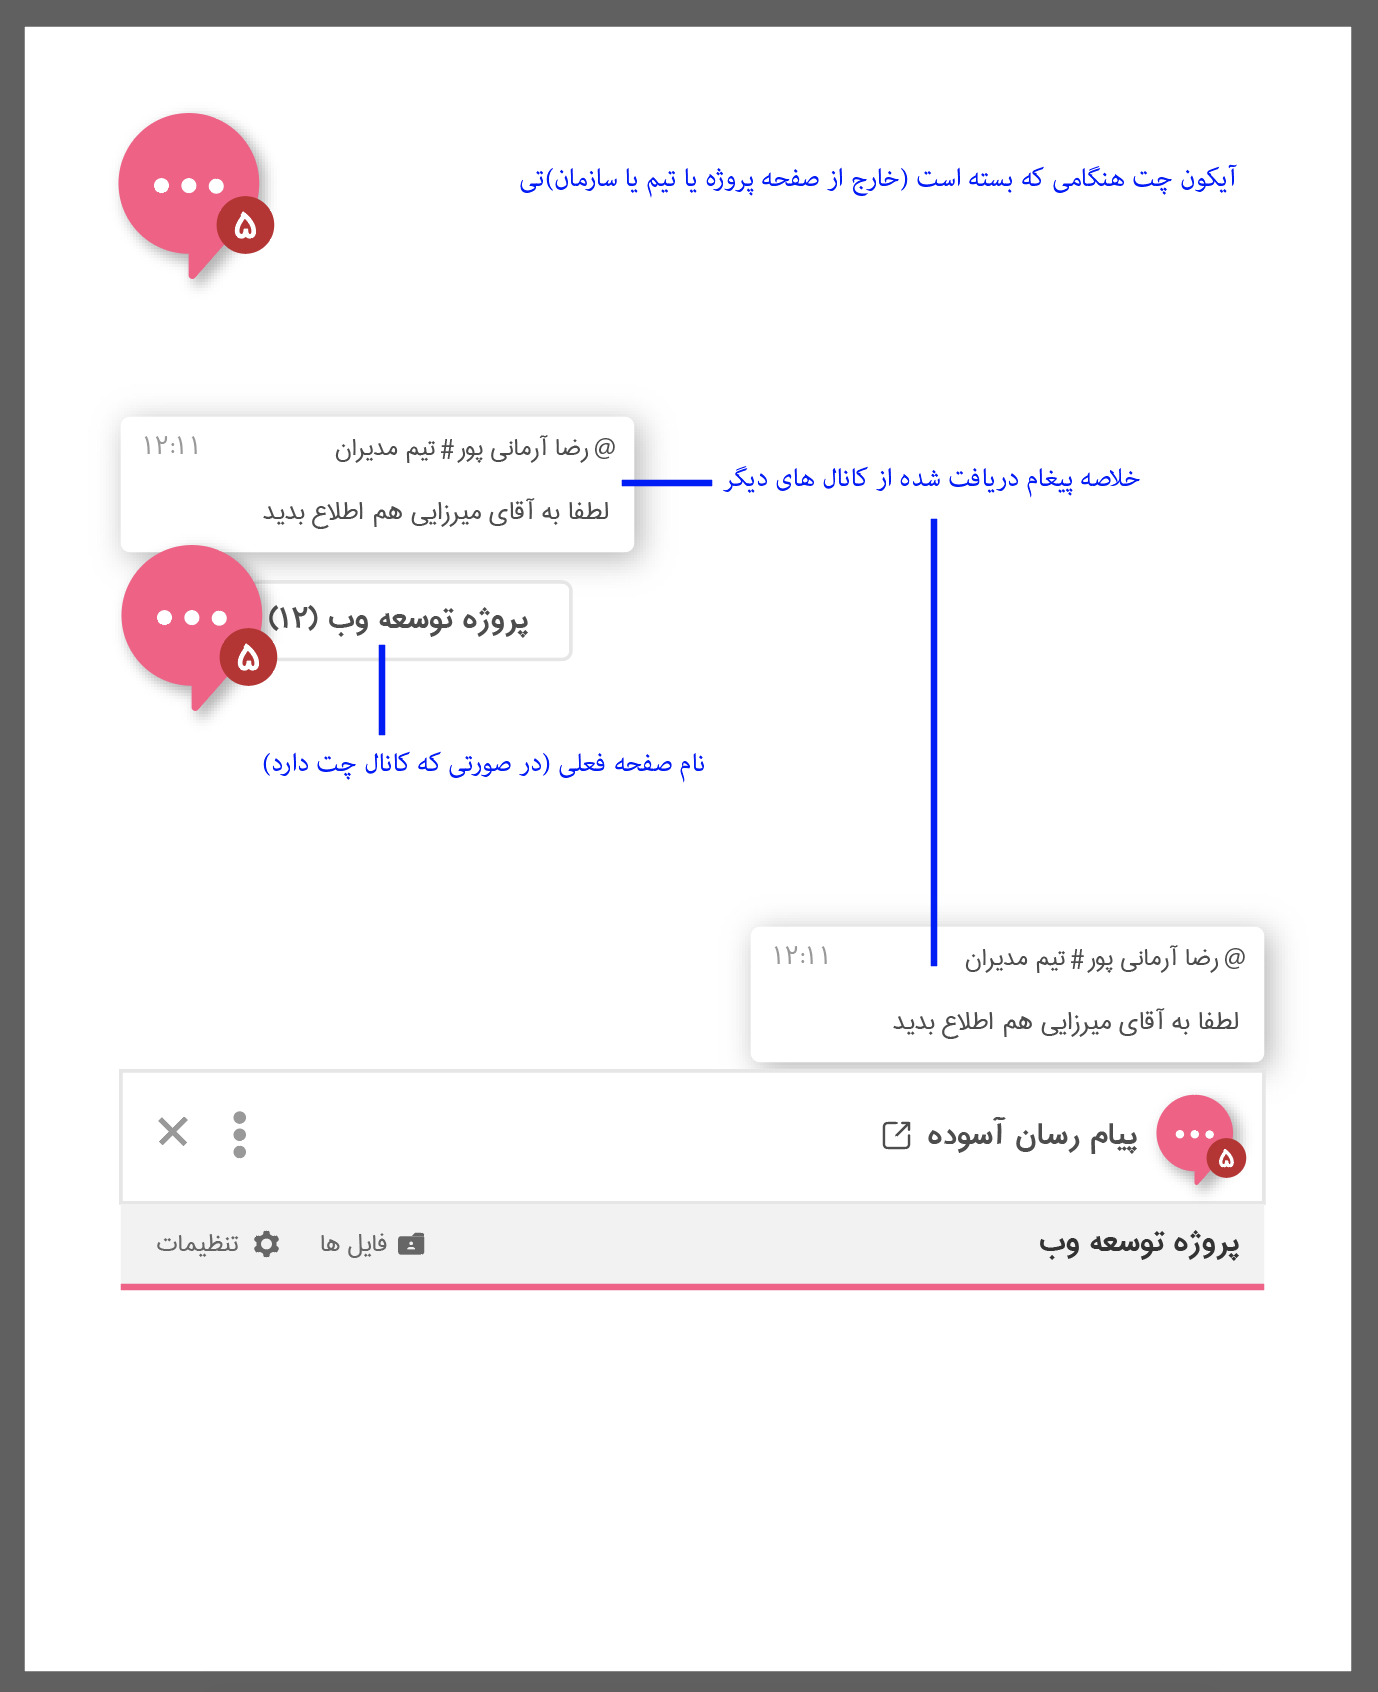 آیکون چت هنگامی که بسته است (خارج از صفحه پروژه یا تیم یا سازمان)تی
۵
@رضا آرمانی پور#تیم مدیران
۱۲:۱۱
لطفا به آقای میرزایی هم اطلاع بدید
خلاصه پیغام دریافت شده از کانال های دیگر
پروژه توسعه وب (۱۲)
۵
نام صفحه فعلی (در صورتی که کانال چت دارد)
@رضا آرمانی پور#تیم مدیران
۱۲:۱۱
لطفا به آقای میرزایی هم اطلاع بدید
۵
پیام رسان آسوده
پروژه توسعه وب
فایل ها
تنظیمات